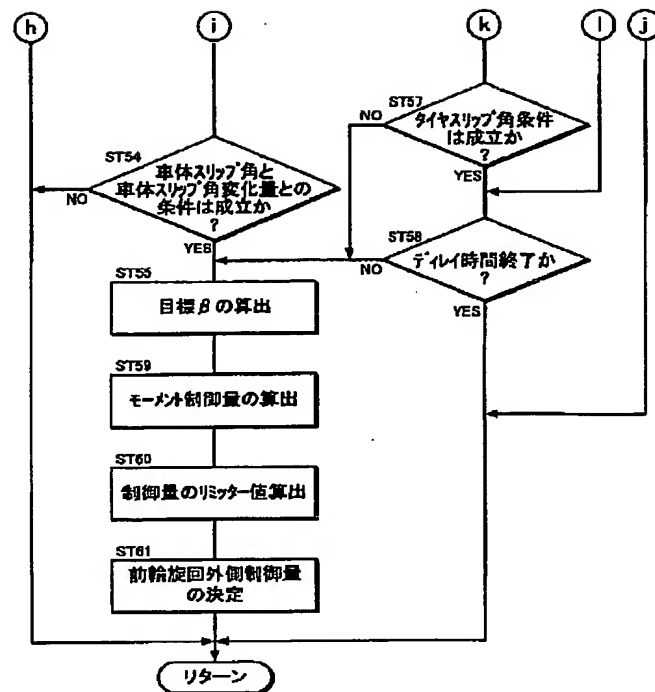 h
i
k
l
j
ST57
タイヤスリップ角条件
は成立か
?
NO
YES
ST54
車体スリップ角と
車体スリップ角変化量との
条件は成立か
?
NO
YES
ST58
ディレイ時間終了か
?
NO
YES
ST55
目標βの算出
ST59
モーメント制御量の算出
ST60
制御量のリミッター値算出
ST61
前輪旋回外側制御量
の決定
リターン